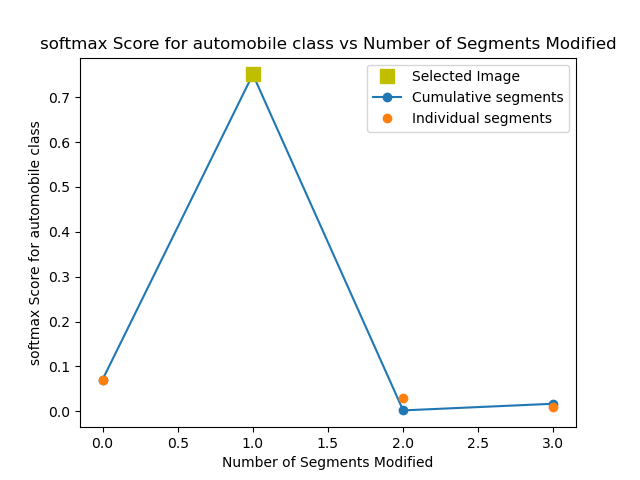 softmax Score for automobile class vs Number of Segments Modified
Selected Image
Cumulative segments
Individual segments
softmax Score for automobile class
0.7
0.6
0.5
0.4
0.3
0.2
0.1
0.0
0.0 0.5 1.0 1.5 2.0 2.5 3.0
Number of Segments Modified